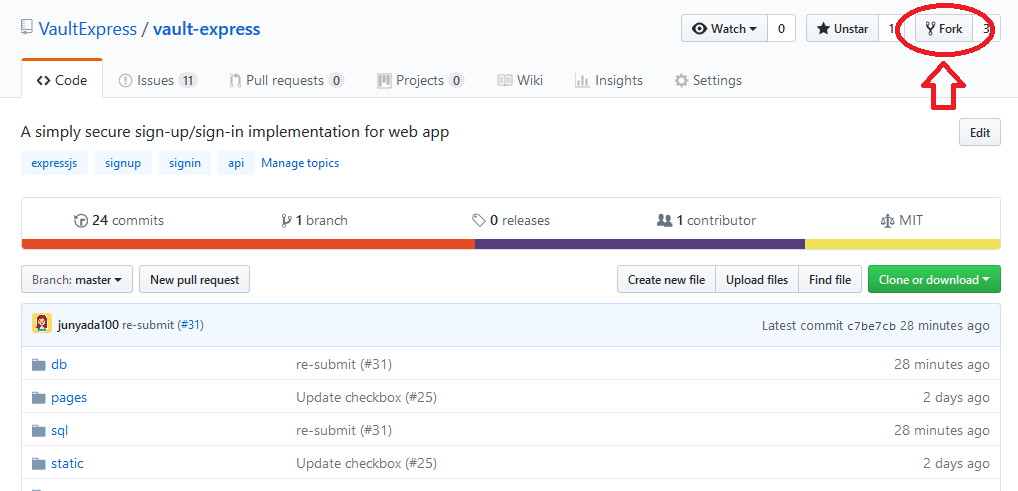 VaultExpress / vault-express Watch 0 Unstar 1 Fork 3
Code Issues 11 Pull requests 0 Projects 0 Wiki Insights Settings
A simply secure sign-up/sign-in implementation for web app Edit
expressjs signup signin api Manage topics
24 commits 1 branch 0 releases 1 contributor MIT
Branch: master New pull request Create new file Upload files Find file Clone or download
junyada100 re-submit (#31) Latest commit c7be7cb 28 minutes ago
db re-submit (#31) 28 minutes ago
pages Update checkbox (#25) 2 days ago
sql re-submit (#31) 28 minutes ago
static Update checkbox (#25) 2 days ago